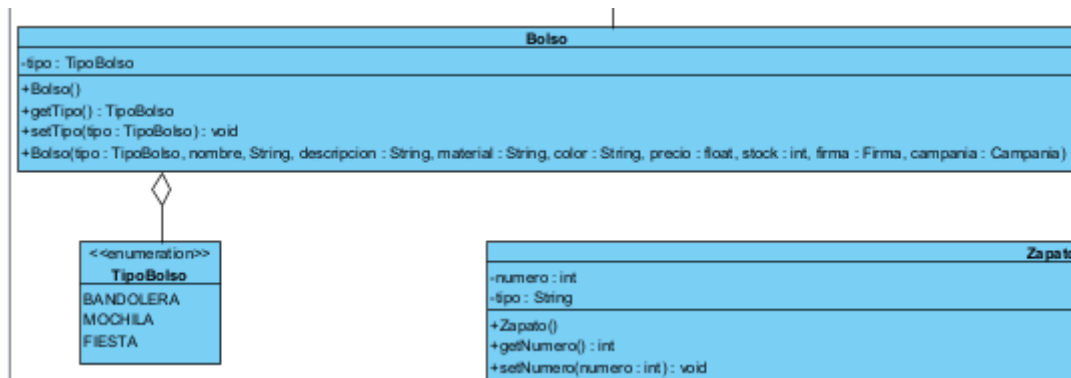 Bolso
-tipo : TipoBolso
+Bolso()
+getTipo() : TipoBolso
+setTipo(tipo : TipoBolso) : void
+Bolso(tipo : TipoBolso, nombre, String, descripcion : String, material : String, color : String, precio : float, stock : int, firma : Firma, campania : Campania)
<<enumeration>>
TipoBolso
BANDOLERA
MOCHILA
FIESTA
Zapato
-numero : int
-tipo : String
+Zapato()
+getNumero() : int
+setNumero(numero : int) : void